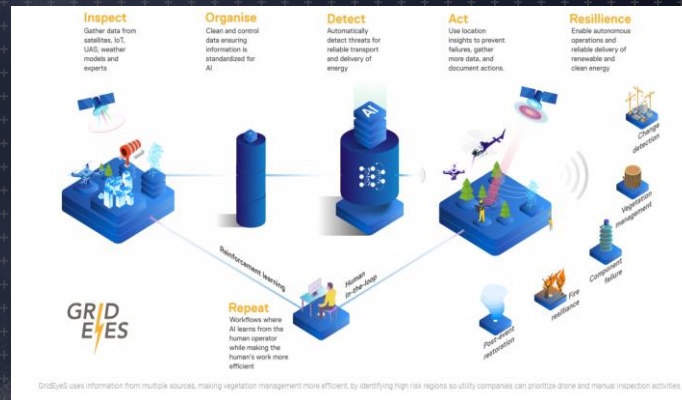 Inspect
Gather data from
satellites, IoT,
UAS, weather
models and
experts
Organise
Clean and control
data ensuring
information is
standardized for
AI
Detect
Automatically
detect threats for
reliable transport
and delivery of
energy
Act
Use location
insights to prevent
failures, gather
more data, and
document actions.
Resillience
Enable autonomous
operations and
reliable delivery of
renewable and
clean energy
AI
Change
detection
Vegetation
management
Component
failure
Fire
resilliance
Post-event
restoration
Reinforcement learning
Human
in-the-loop
Repeat
Workflows where
AI learns from the
human operator
while making the
human's work more
efficient
GRID
EYES
GridEyeS uses information from multiple sources, making vegetation management more efficient, by identifying high risk regions so utility companies can prioritize drone and manual inspection activities